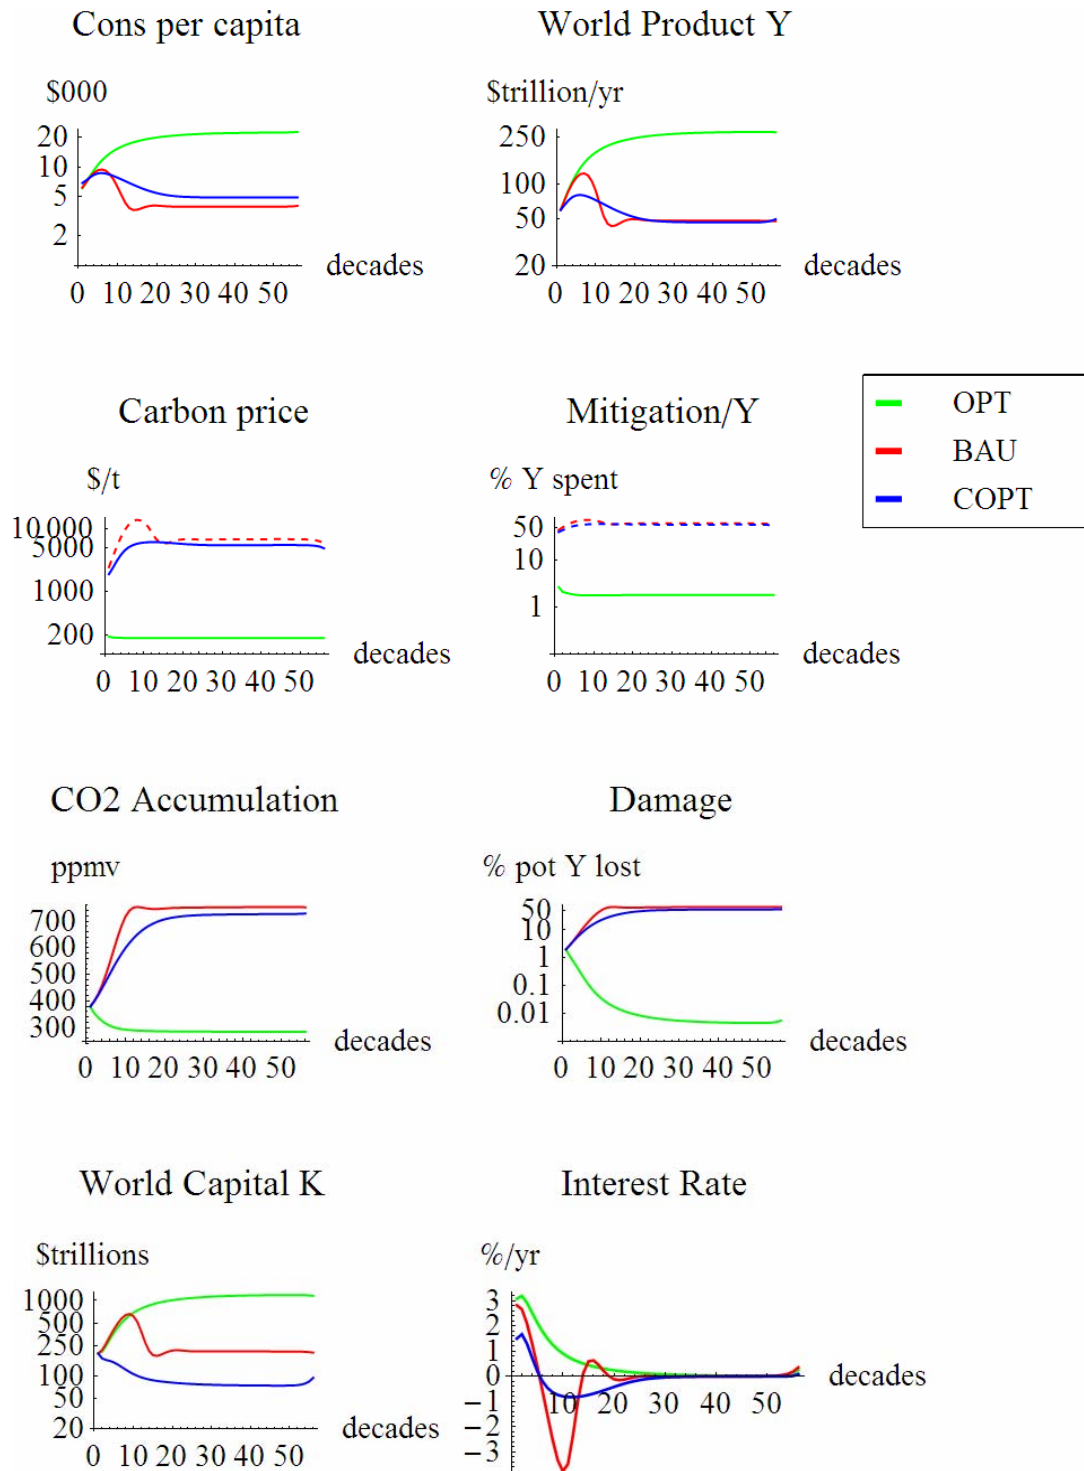 Cons per capita
$000
20
10
5
2
decades
0 10 20 30 40 50
World Product Y
$trillion/yr
250
100
50
20
decades
0 10 20 30 40 50
OPT
BAU
COPT
Carbon price
$/t
10 000
5000
1000
200
decades
0 10 20 30 40 50
Mitigation/Y
% Y spent
50
10
1
decades
0 10 20 30 40 50
CO2 Accumulation
ppmv
700
600
500
400
300
decades
0 10 20 30 40 50
Damage
% pot Y lost
50
10
1
0.1
0.01
decades
0 10 20 30 40 50
World Capital K
$trillions
1000
500
250
100
50
20
decades
0 10 20 30 40 50
Interest Rate
%/yr
3
2
1
0
−1
−2
−3
decades
10 20 30 40 50